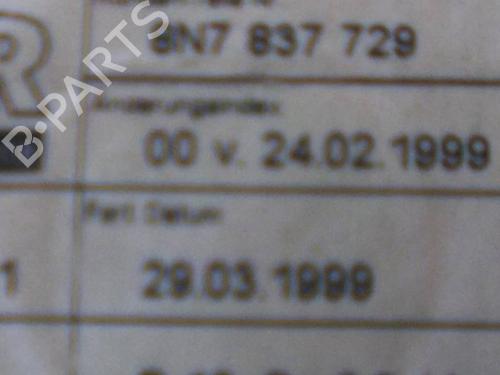 8N7 837 729
R
B-PARTS
Änderungsindex
00 v. 24.02.1999
Fert. Datum
1
29.03.1999